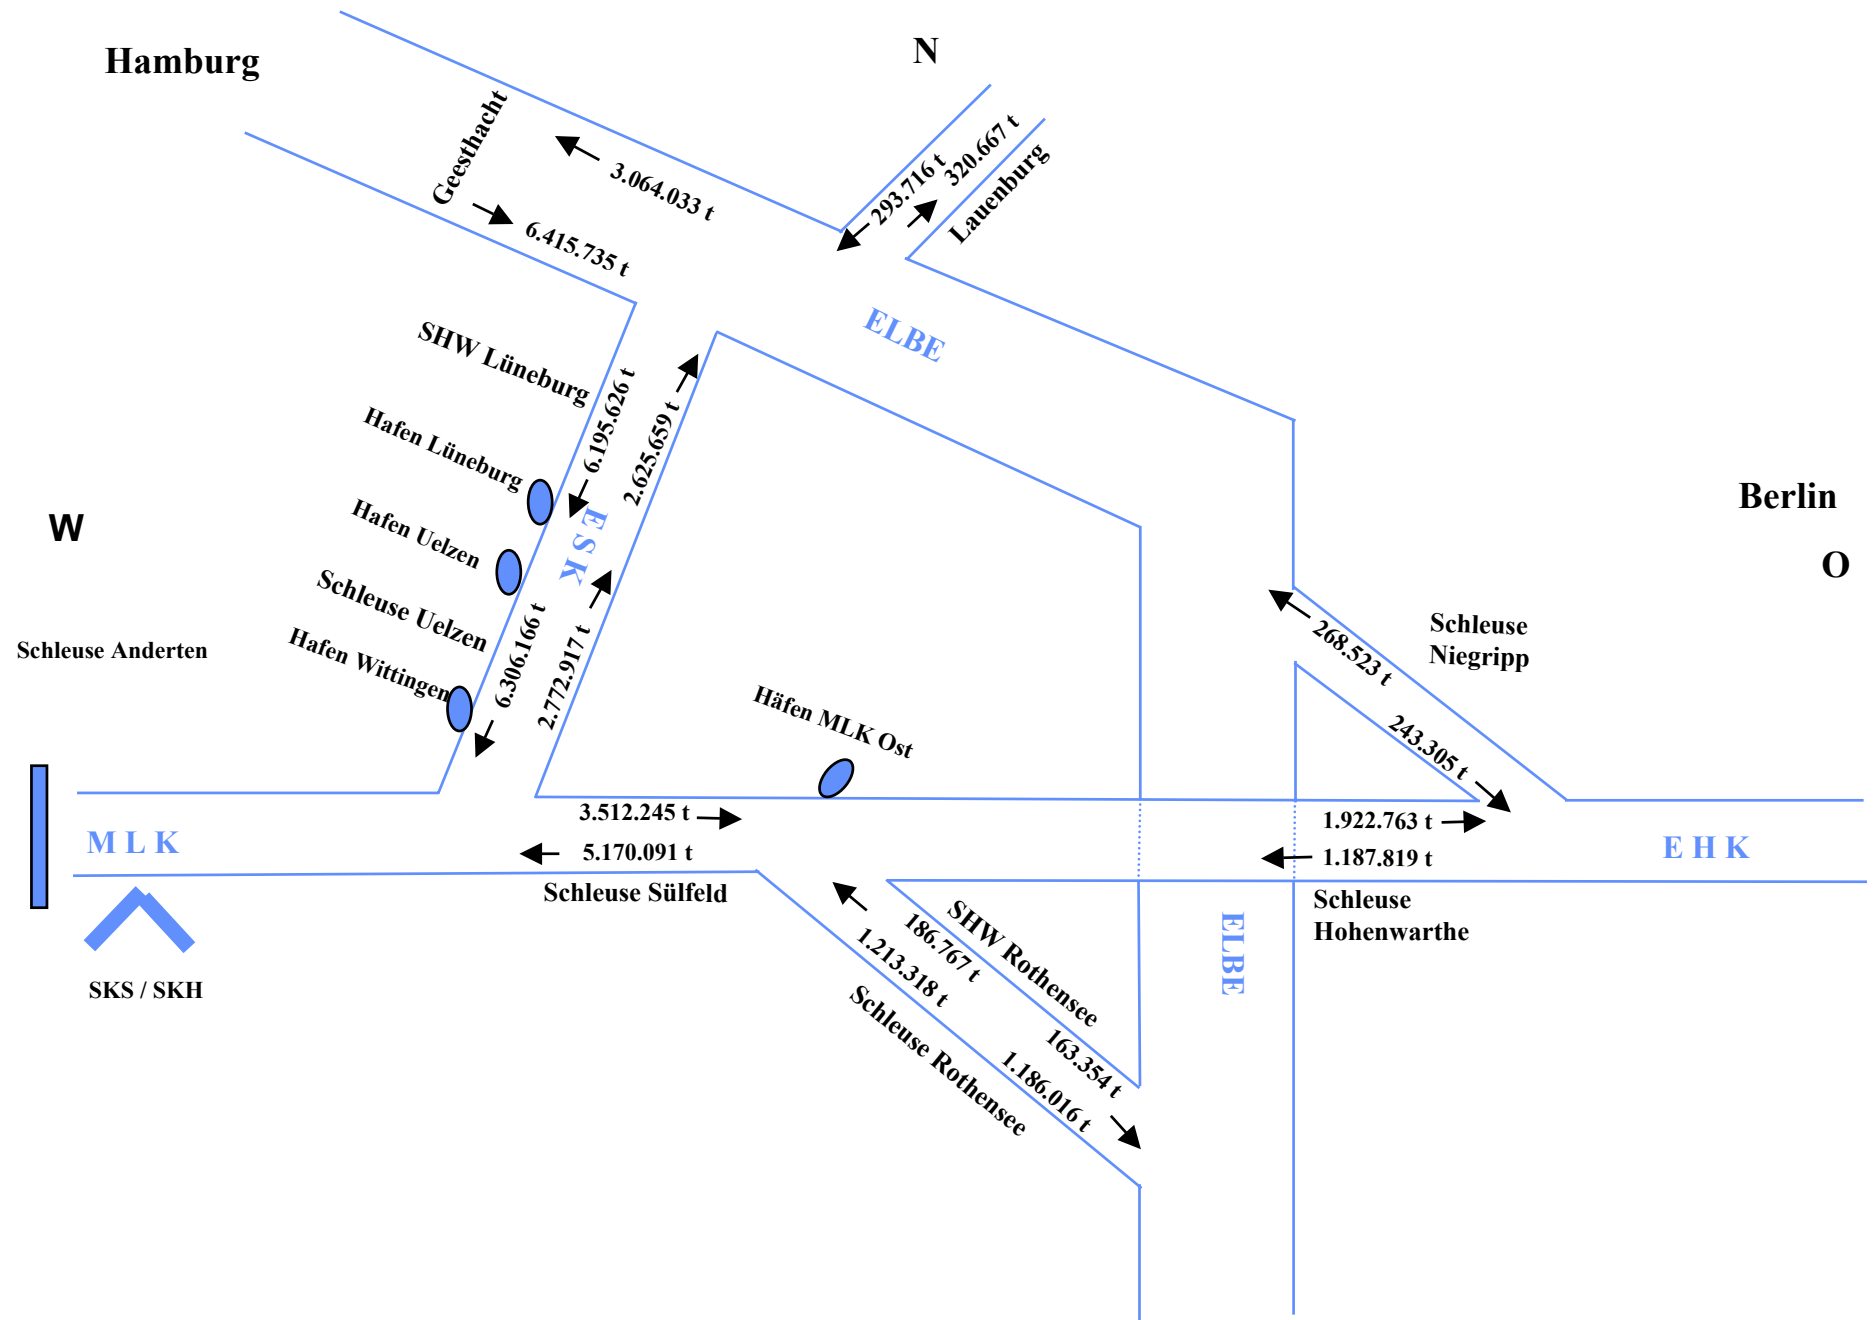 Hamburg
N
Geesthacht
3.064.033 t
6.415.735 t
293.716 t
320.667 t
Lauenburg
ELBE
SHW Lüneburg
6.195.626 t
2.625.659 t
Hafen Lüneburg
E S K
Hafen Uelzen
Schleuse Uelzen
Hafen Wittingen
6.306.166 t
2.772.917 t
W
Schleuse Anderten
Berlin
O
Schleuse
Niegripp
268.523 t
243.305 t
Häfen MLK Ost
M L K
3.512.245 t
5.170.091 t
Schleuse Sülfeld
1.922.763 t
1.187.819 t
E H K
Schleuse
Hohenwarthe
SKS / SKH
SHW Rothensee
186.767 t
1.213.318 t
Schleuse Rothensee
163.354 t
1.186.016 t
ELBE